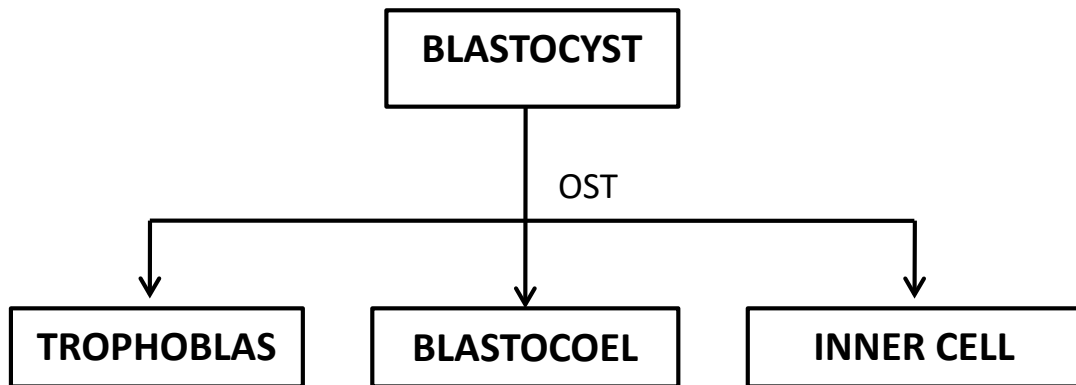 BLASTOCYST
OST
TROPHOBLAS
BLASTOCOEL
INNER CELL